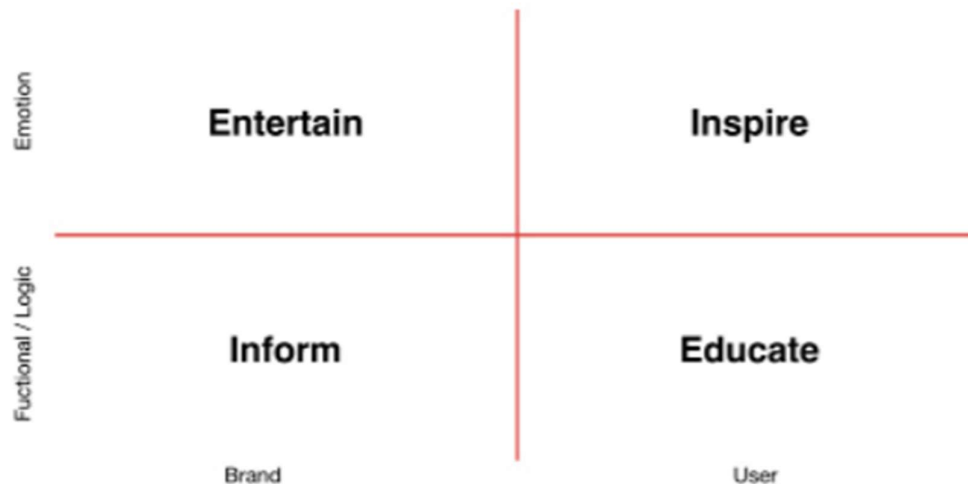 Emotion
Entertain
Inspire
Fuctional / Logic
Inform
Educate
Brand
User